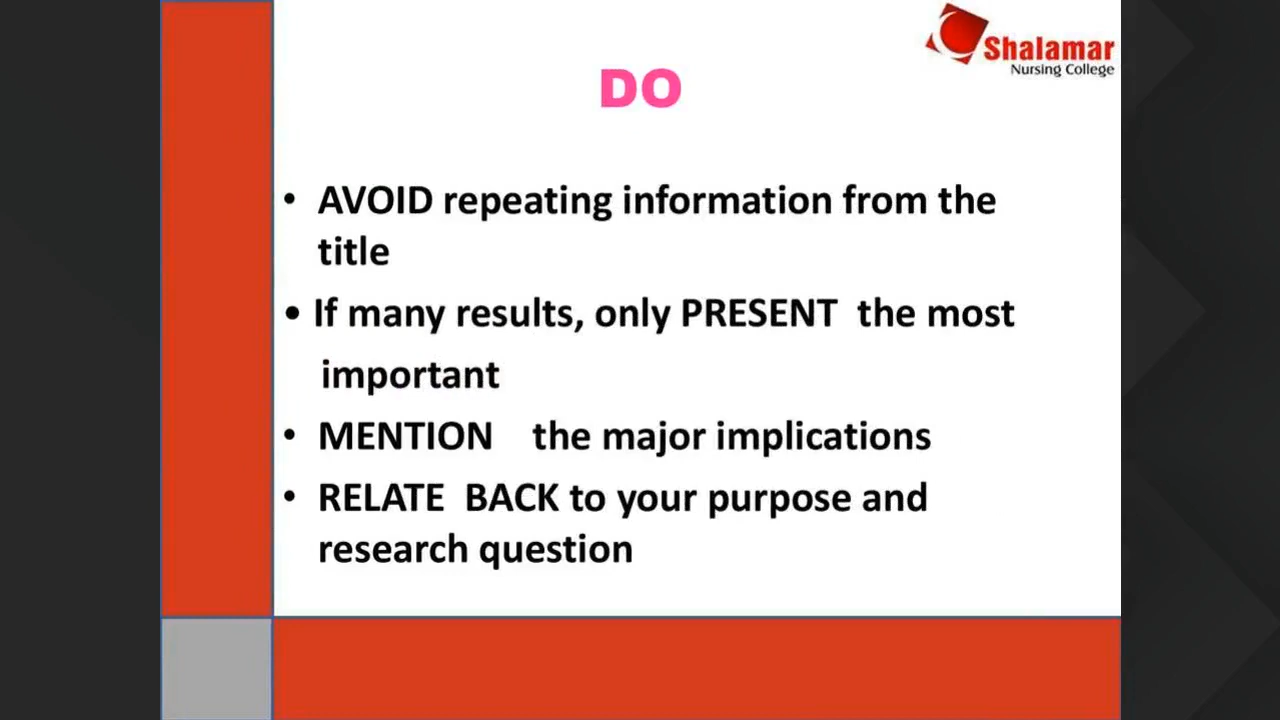 Shalamar
Nursing College
DO
• AVOID repeating information from the
title
• If many results, only PRESENT the most
important
• MENTION the major implications
• RELATE BACK to your purpose and
research question